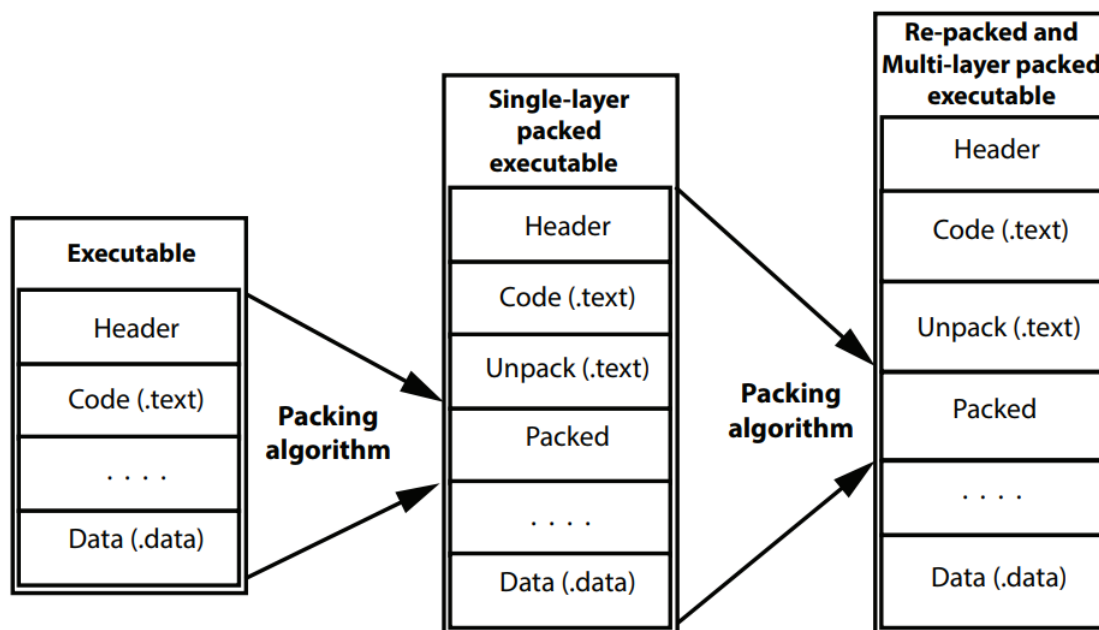 Executable
Header
Code (.text)
. . . .
Data (.data)
Packing
algorithm
Single-layer
packed
executable
Header
Code (.text)
Unpack (.text)
Packed
. . . .
Data (.data)
Packing
algorithm
Re-packed and
Multi-layer packed
executable
Header
Code (.text)
Unpack (.text)
Packed
. . . .
Data (.data)